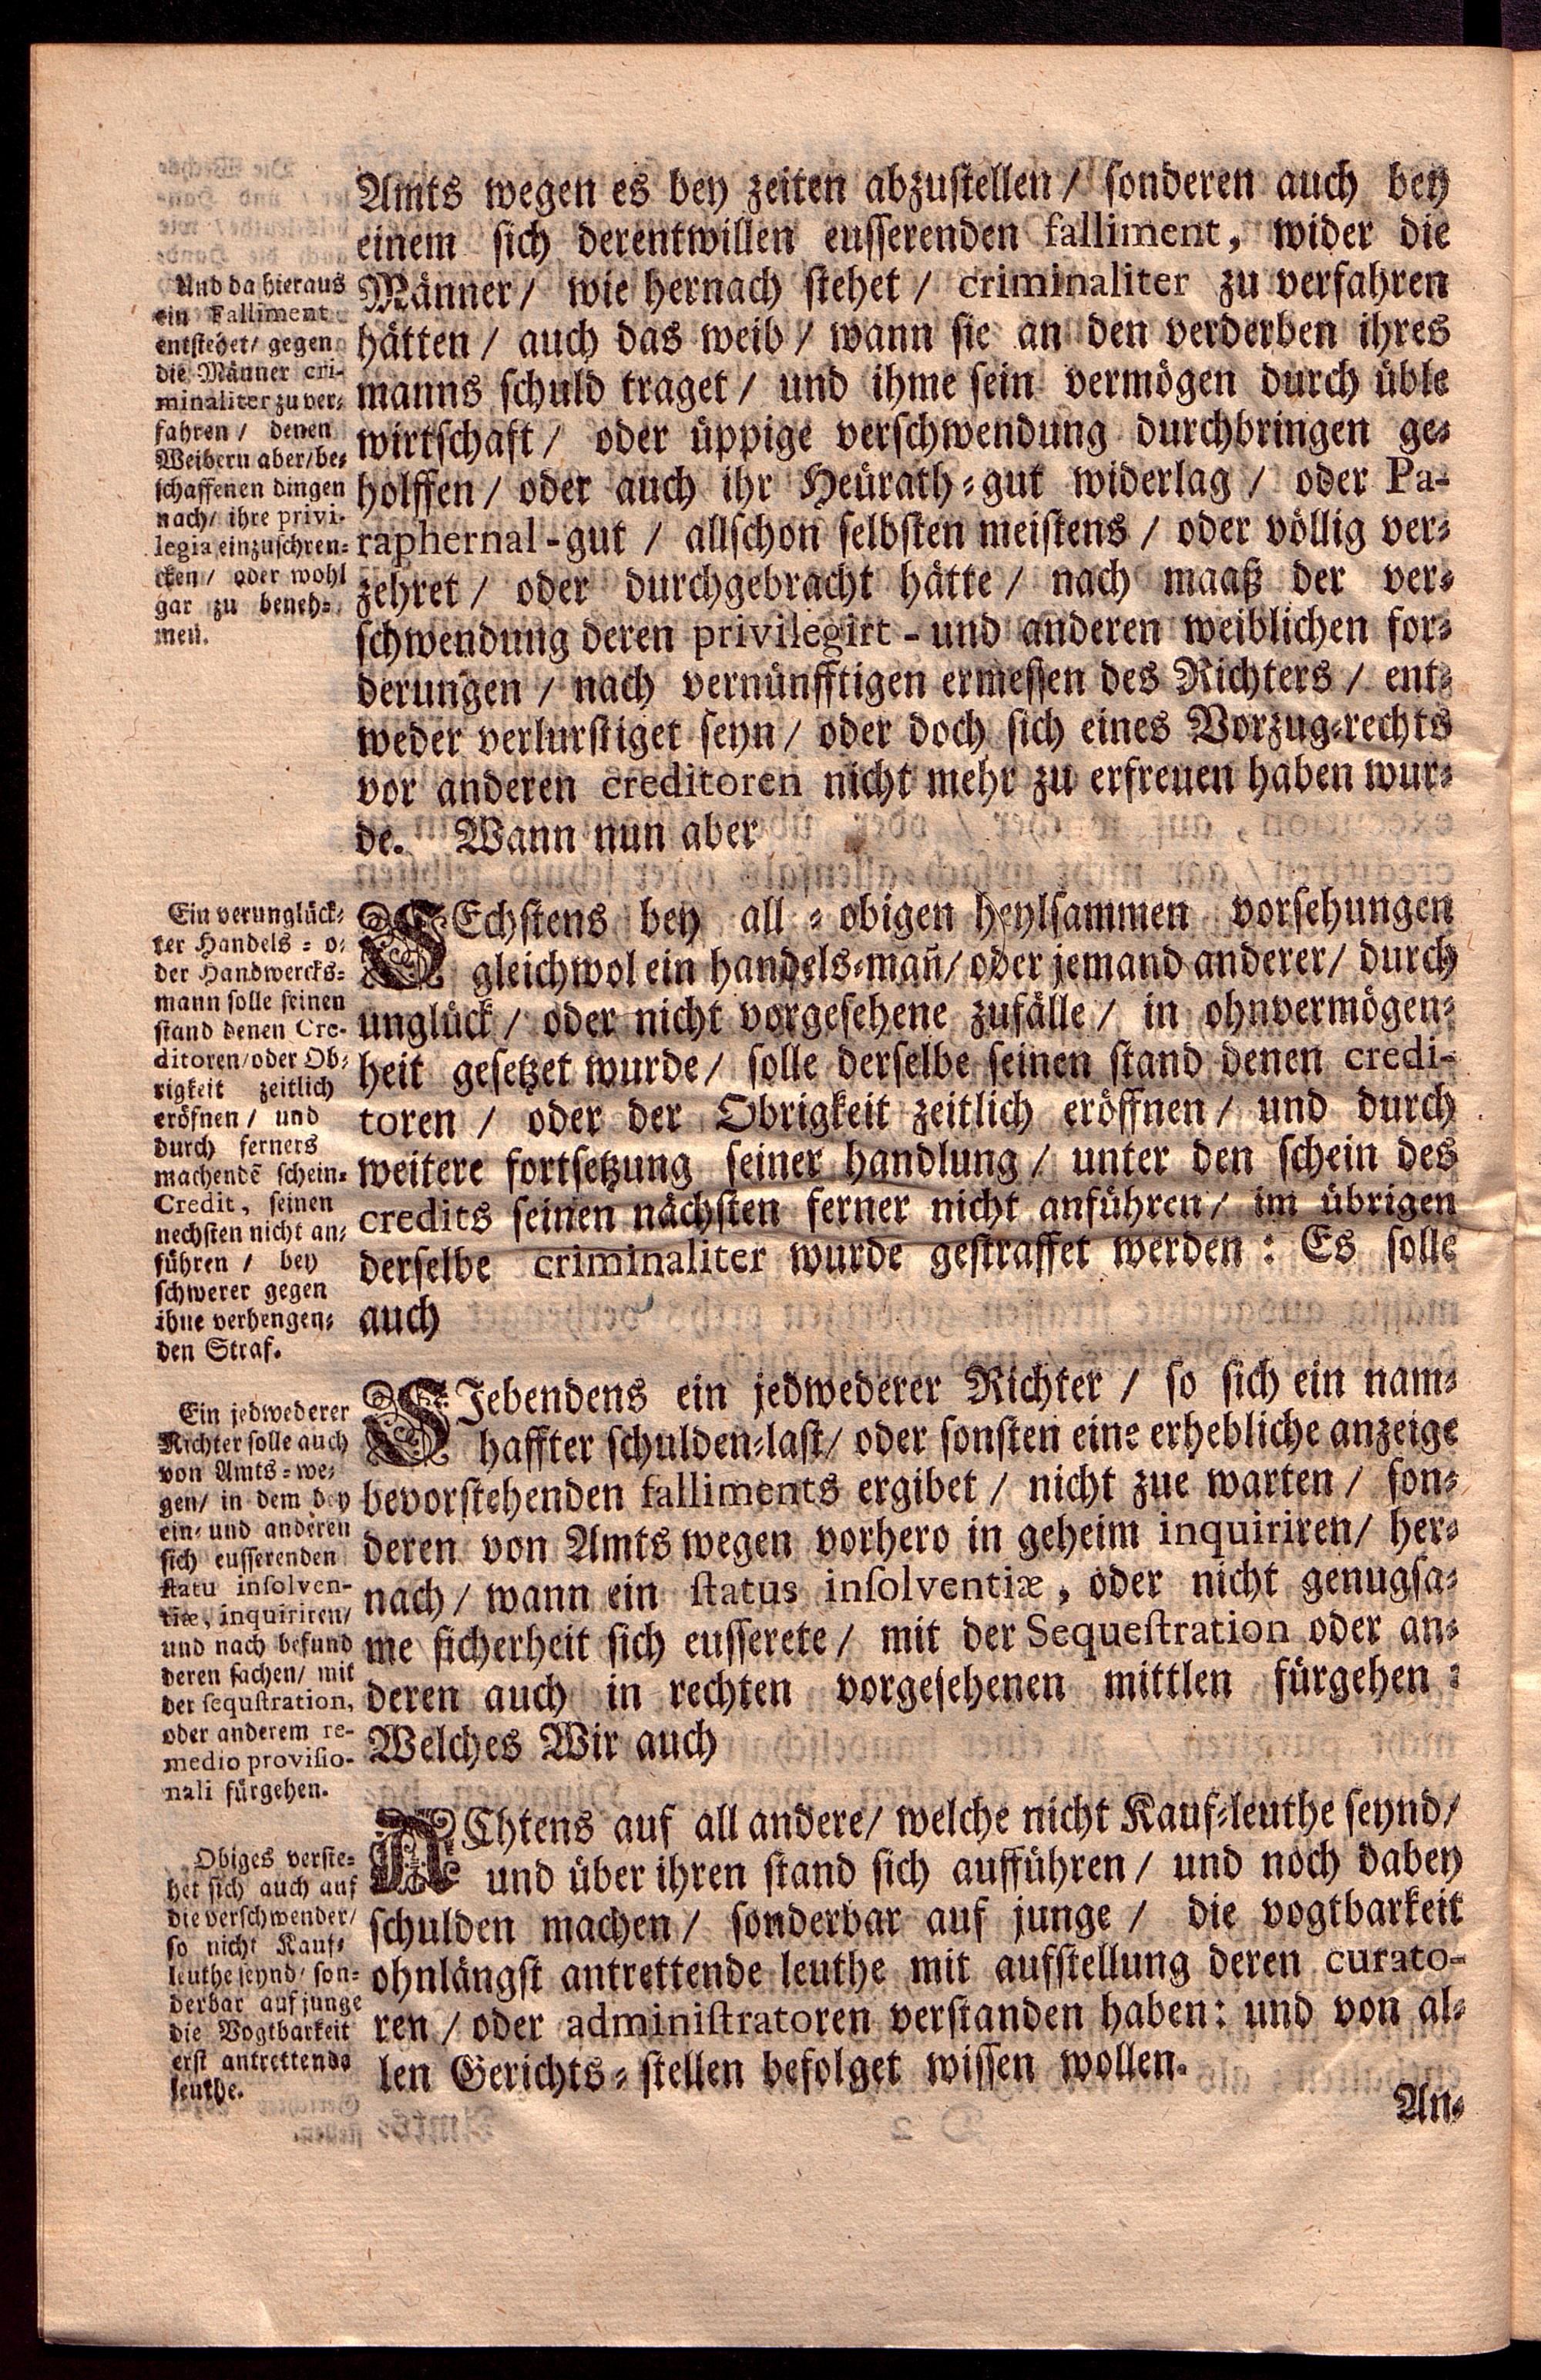 Amts wegen es bey zeiten abzustellen / sonderen auch bey
einem sich derentwillen eusserenden falliment, wider die
Männer / wie hernach stehet / criminaliter zu verfahren
hätten / auch das weib / wann sie an den verderben ihres
manns schuld traget / und ihme sein vermögen durch üble
wirtschaft / oder üppige verschwendung durchbringen ge-
holffen / oder auch ihr Heürath-gut widerlag / oder Pa-
raphernal-gut / allschon selbsten meistens / oder völlig ver-
zehret / oder durchgebracht hätte / nach maaß der ver-
schwendung deren privilegirt - und anderen weiblichen for-
derungen / nach vernünfftigen ermessen des Richters / ent-
weder verlurstiget seyn / oder doch sich eines Vorzug-rechts
vor anderen creditoren nicht mehr zu erfreuen haben wur-
de. Wann nun aber
Und da hieraus
ein Falliment
entstehet / gegen
die Männer cri-
minaliter zu ver-
fahren / denen
Weibern aber / be-
schaffenen dingen
nach / ihre privi-
legia einzuschren-
cken / oder wohl
gar zu beneh-
men.
SEchstens bey all - obigen heylsammen vorsehungen
gleichwol ein handels-mañ / oder jemand anderer / durch
unglück / oder nicht vorgesehene zufälle / in ohnvermögen-
heit gesetzet wurde / solle derselbe seinen stand denen credi-
toren / oder der Obrigkeit zeitlich eröffnen / und durch
weitere fortsetzung seiner handlung / unter den schein des
credits seinen nächsten ferner nicht anführen / im übrigen
derselbe criminaliter wurde gestraffet werden : Es solle
auch
Ein verunglück-
ter Handels - o-
der Handwercks-
mann solle seinen
stand denen Cre-
ditoren / oder Ob-
rigkeit zeitlich
eröfnen / und
durch ferners
machendē schein-
Credit, seinen
nechsten nicht an-
führen / bey
schwerer gegen
ihne verhengen-
den Straf.
SIebendens ein jedwederer Richter / so sich ein nam-
haffter schulden-last / oder sonsten eine erhebliche anzeige
bevorstehenden falliments ergibet / nicht zue warten / son-
deren von Amts wegen vorhero in geheim inquiriren / her-
nach / wann ein status insolventiæ, oder nicht genugsa-
me sicherheit sich eusserete / mit der Sequestration oder an-
deren auch in rechten vorgesehenen mittlen fürgehen :
Welches Wir auch
Ein jedwederer
Richter solle auch
von Amts-we-
gen / in dem bey
ein- und anderen
sich eusserenden
statu insolven-
tiæ, inquiriren /
und nach befund
deren sachen / mit
der sequstration,
oder anderem re-
medio provisio-
nali fürgehen.
AChtens auf all andere / welche nicht Kauf-leuthe seynd /
und über ihren stand sich aufführen / und noch dabey
schulden machen / sonderbar auf junge / die vogtbarkeit
ohnlängst antrettende leuthe mit aufstellung deren curato-
ren / oder administratoren verstanden haben : und von al-
len Gerichts-stellen befolget wissen wollen.
Obiges verste-
het sich auch auf
die verschwender /
so nicht Kauf-
leuthe seynd / son-
derbar auf junge
die Vogtbarkeit
erst antrettende
leuthe.
An-